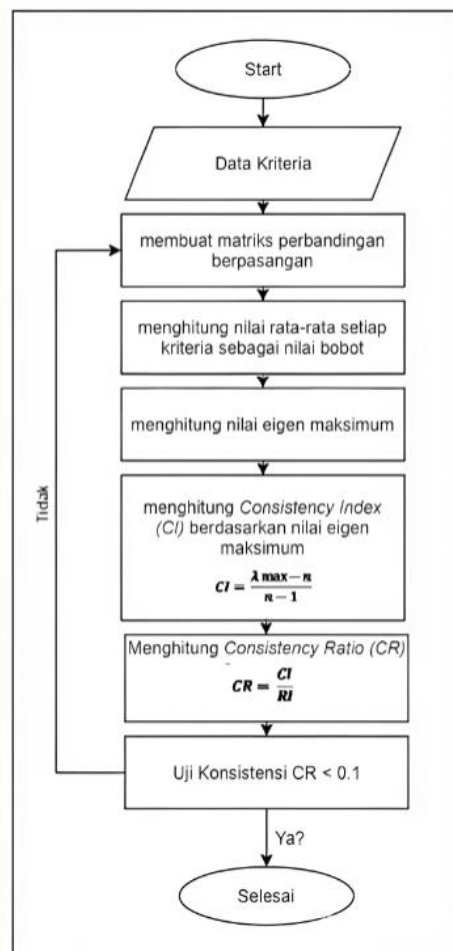 Start
Data Kriteria
membuat matriks perbandingan
berpasangan
menghitung nilai rata-rata setiap
kriteria sebagai nilai bobot
menghitung nilai eigen maksimum
menghitung Consistency Index
(CI) berdasarkan nilai eigen
maksimum
CI = (λ max − n) / (n − 1)
Menghitung Consistency Ratio (CR)
CR = CI / RI
Uji Konsistensi CR < 0.1
Tidak
Ya?
Selesai